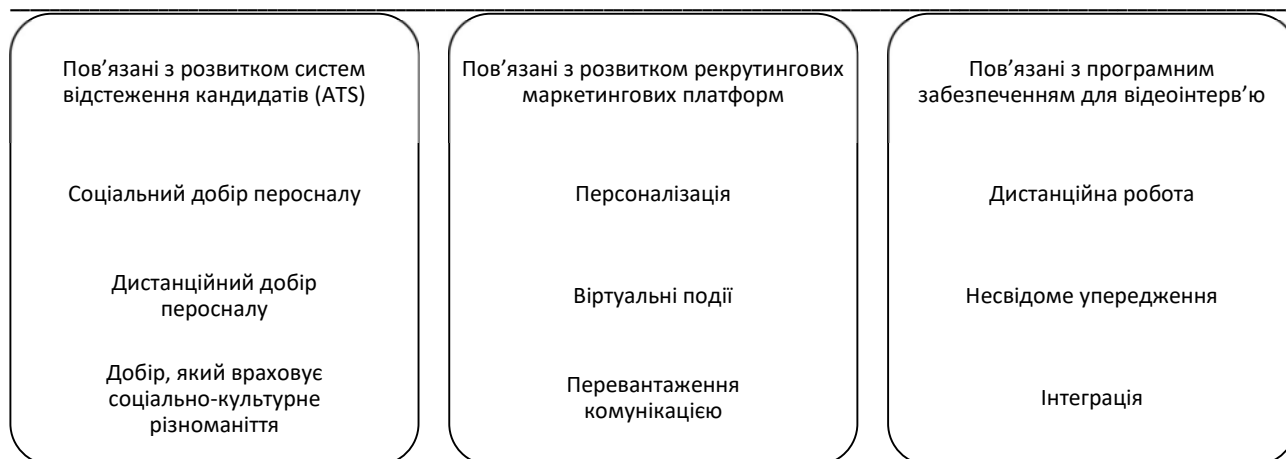 Пов’язані з розвитком систем
відстеження кандидатів (ATS)
Соціальний добір перосналу
Дистанційний добір
перосналу
Добір, який враховує
соціально-культурне
різноманіття
Пов’язані з розвитком рекрутингових
маркетингових платформ
Персоналізація
Віртуальні події
Перевантаження
комунікацією
Пов’язані з програмним
забезпеченням для відеоінтерв’ю
Дистанційна робота
Несвідоме упередження
Інтеграція